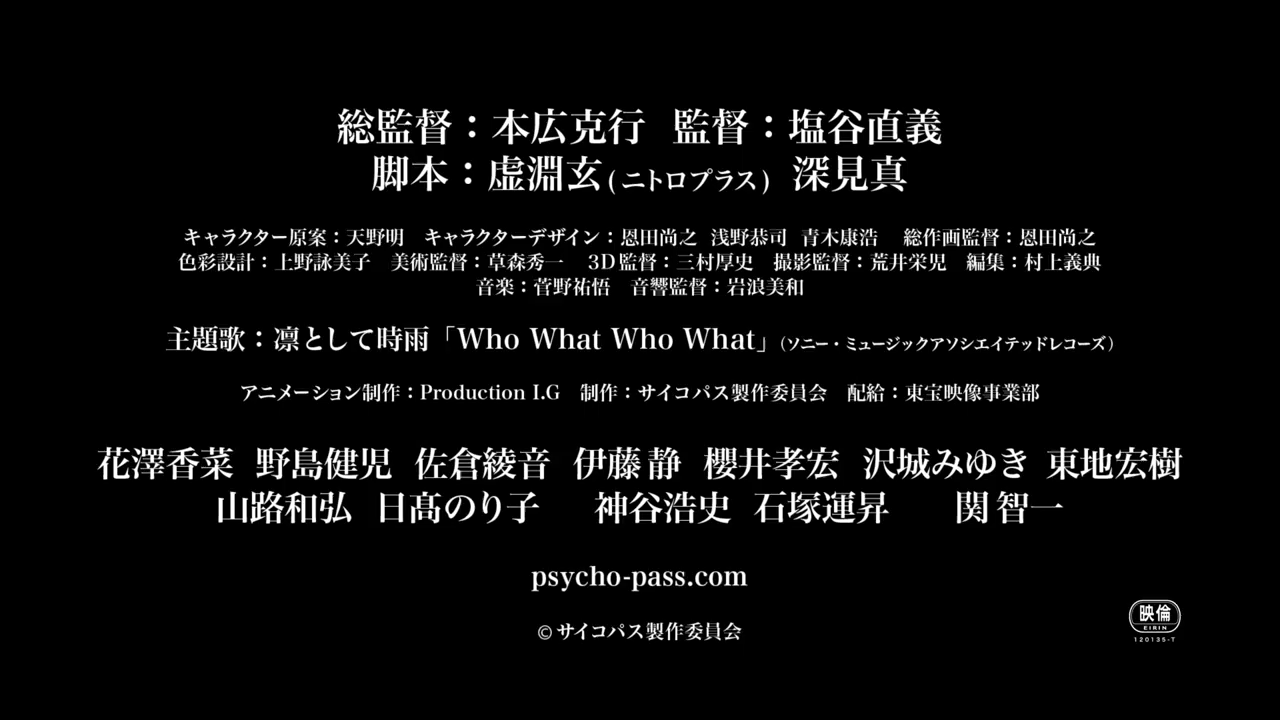 総監督：本広克行　監督：塩谷直義
脚本：虚淵玄(ニトロプラス)　深見真
キャラクター原案：天野明　キャラクターデザイン：恩田尚之　浅野恭司　青木康浩　総作画監督：恩田尚之
色彩設計：上野詠美子　美術監督：草森秀一　3D監督：三村厚史　撮影監督：荒井栄児　編集：村上義典
音楽：菅野祐悟　音響監督：岩浪美和
主題歌：凛として時雨「Who What Who What」(ソニー・ミュージックアソシエイテッドレコーズ)
アニメーション制作：Production I.G　制作：サイコパス製作委員会　配給：東宝映像事業部
花澤香菜　野島健児　佐倉綾音　伊藤静　櫻井孝宏　沢城みゆき　東地宏樹
山路和弘　日髙のり子　神谷浩史　石塚運昇　関智一
psycho-pass.com
©サイコパス製作委員会
映倫
EIRIN
120135-T